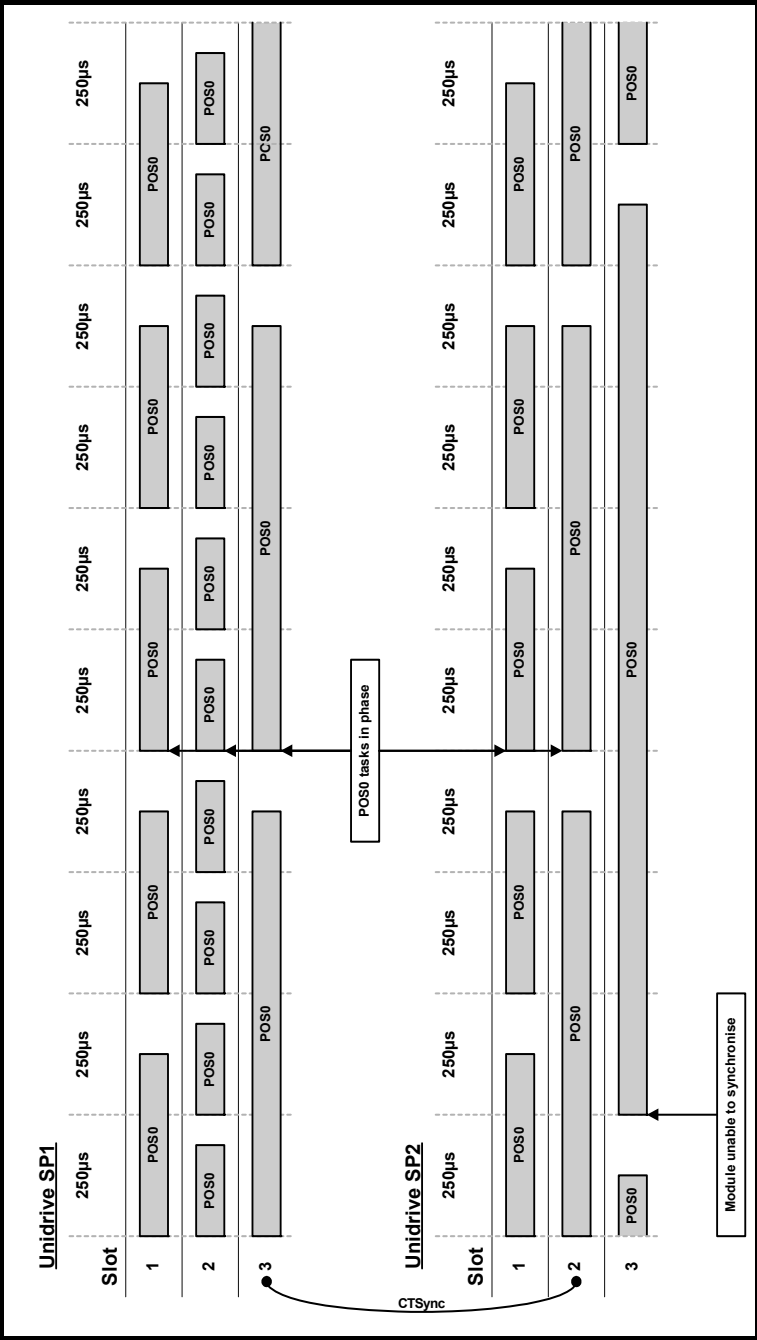 Unidrive SP1
Slot 250µs 250µs 250µs 250µs 250µs 250µs 250µs 250µs 250µs 250µs
1 POS0 POS0 POS0 POS0 POS0
2 POS0 POS0 POS0 POS0 POS0 POS0 POS0 POS0 POS0 POS0
3 POS0 POS0 POS0
CTSync
POS0 tasks in phase
Unidrive SP2
Slot 250µs 250µs 250µs 250µs 250µs 250µs 250µs 250µs 250µs 250µs
1 POS0 POS0 POS0 POS0 POS0
2 POS0 POS0 POS0
3 POS0 POS0 POS0
Module unable to synchronise